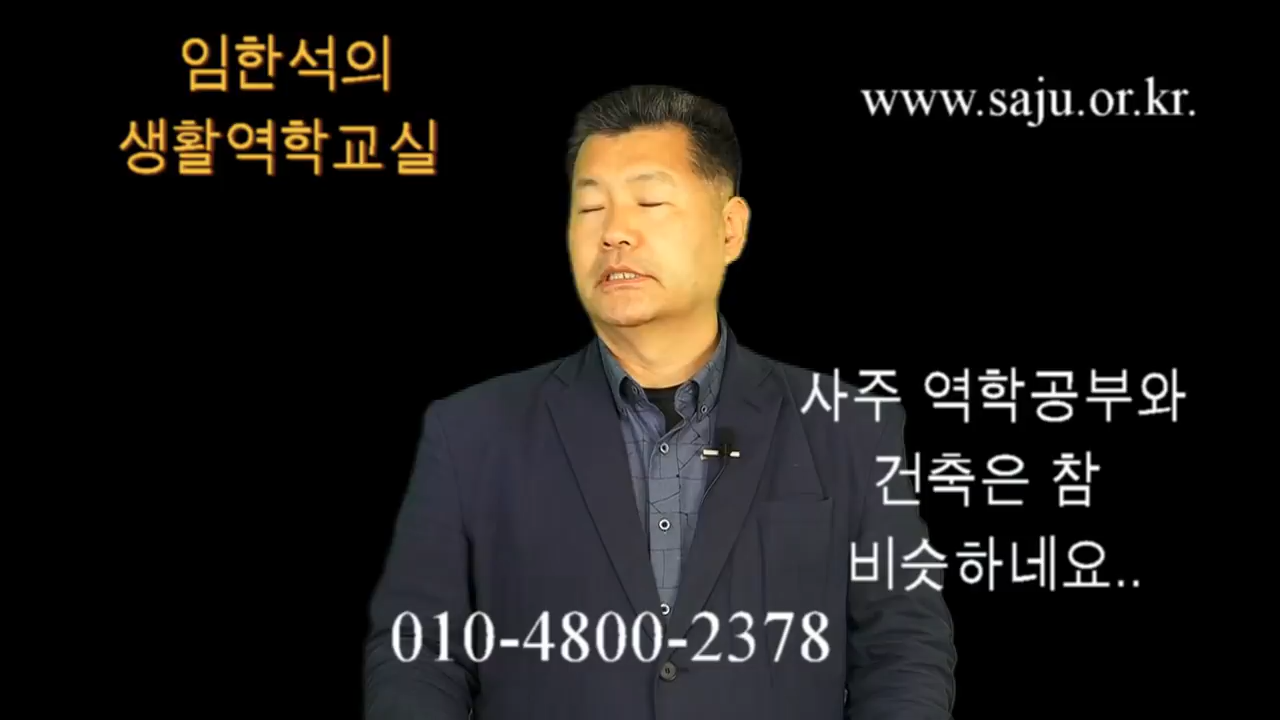 임한석의
생활역학교실
www.saju.or.kr.
사주 역학공부와
건축은 참
비슷하네요..
010-4800-2378